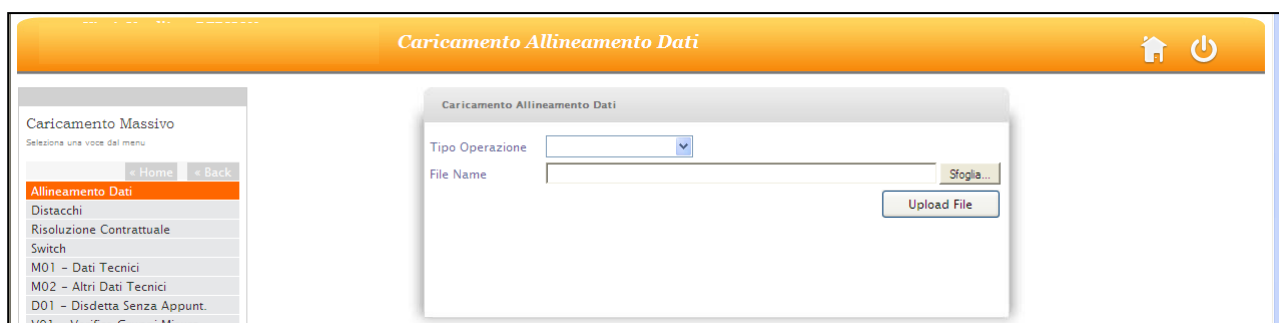 Caricamento Allineamento Dati
Caricamento Massivo
Seleziona una voce dal menu
« Home « Back
Allineamento Dati
Distacchi
Risoluzione Contrattuale
Switch
M01 – Dati Tecnici
M02 – Altri Dati Tecnici
D01 – Disdetta Senza Appunt.
Caricamento Allineamento Dati
Tipo Operazione
File Name
Sfoglia...
Upload File